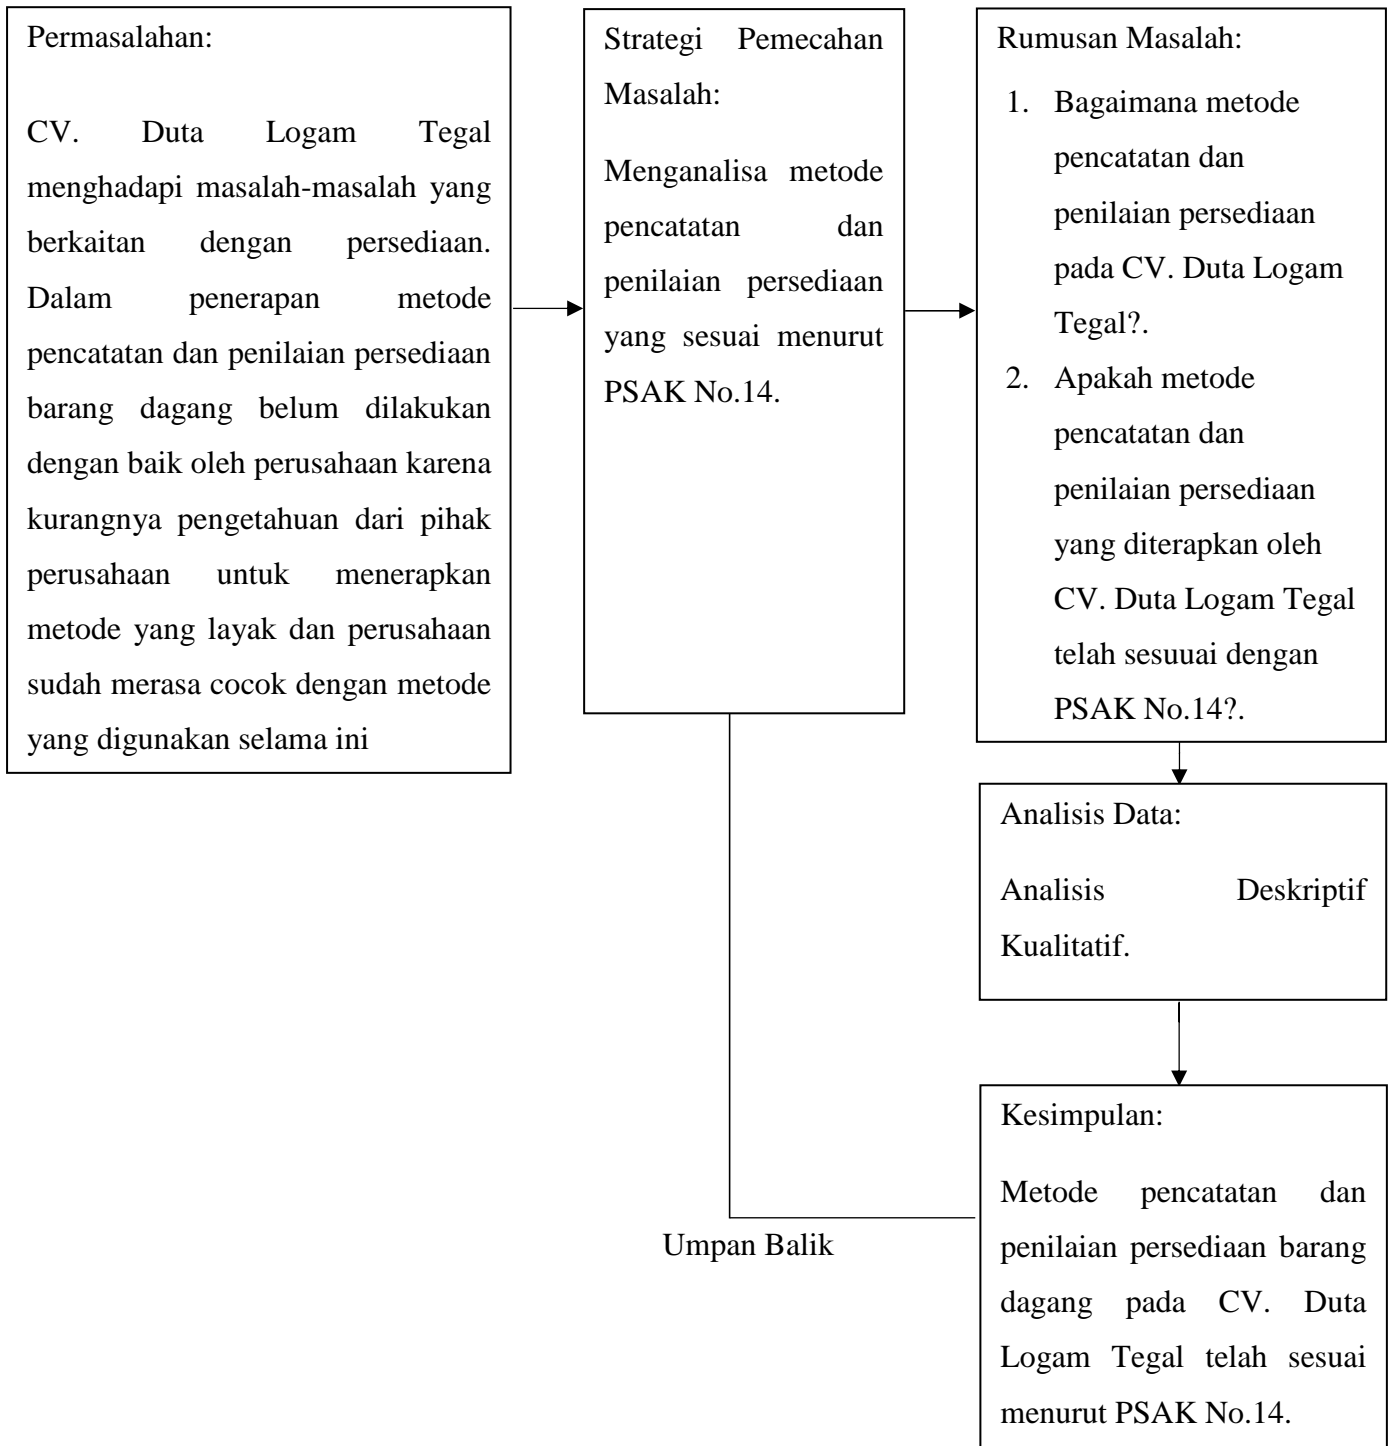 Permasalahan:
CV. Duta Logam Tegal
menghadapi masalah-masalah yang
berkaitan dengan persediaan.
Dalam penerapan metode
pencatatan dan penilaian persediaan
barang dagang belum dilakukan
dengan baik oleh perusahaan karena
kurangnya pengetahuan dari pihak
perusahaan untuk menerapkan
metode yang layak dan perusahaan
sudah merasa cocok dengan metode
yang digunakan selama ini
Strategi Pemecahan
Masalah:
Menganalisa metode
pencatatan dan
penilaian persediaan
yang sesuai menurut
PSAK No.14.
Rumusan Masalah:
1. Bagaimana metode
pencatatan dan
penilaian persediaan
pada CV. Duta Logam
Tegal?.
2. Apakah metode
pencatatan dan
penilaian persediaan
yang diterapkan oleh
CV. Duta Logam Tegal
telah sesuuai dengan
PSAK No.14?.
Analisis Data:
Analisis Deskriptif
Kualitatif.
Kesimpulan:
Metode pencatatan dan
penilaian persediaan barang
dagang pada CV. Duta
Logam Tegal telah sesuai
menurut PSAK No.14.
Umpan Balik